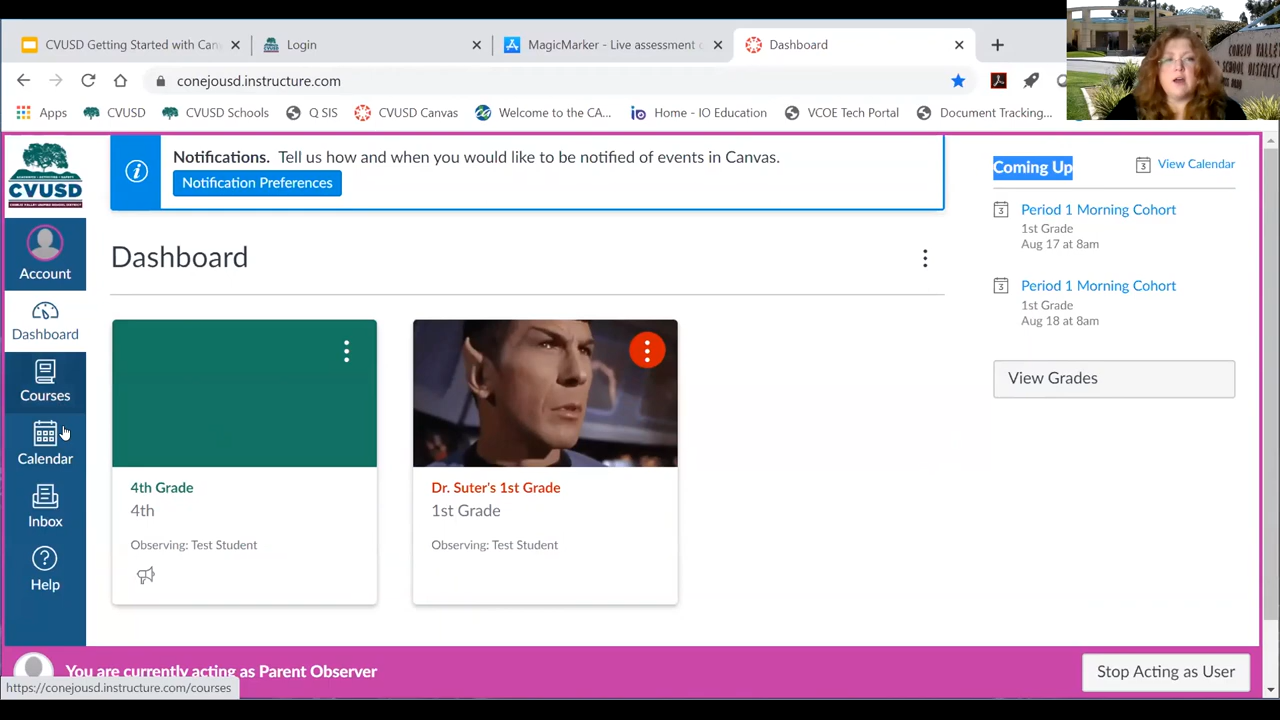 CVUSD Getting Started with Can
Login
MagicMarker - Live assessment c
Dashboard
conejousd.instructure.com
Apps
CVUSD
CVUSD Schools
Q SIS
CVUSD Canvas
Welcome to the CA...
Home - IO Education
VCOE Tech Portal
Document Tracking...
CONEJO VALLEY
SCHOOL DISTRICT
CVUSD
Notifications. Tell us how and when you would like to be notified of events in Canvas.
Notification Preferences
Coming Up
View Calendar
Period 1 Morning Cohort
1st Grade
Aug 17 at 8am
Period 1 Morning Cohort
1st Grade
Aug 18 at 8am
View Grades
Account
Dashboard
Courses
Calendar
Inbox
Help
Dashboard
4th Grade
4th
Observing: Test Student
Dr. Suter's 1st Grade
1st Grade
Observing: Test Student
You are currently acting as Parent Observer
Stop Acting as User
https://conejousd.instructure.com/courses